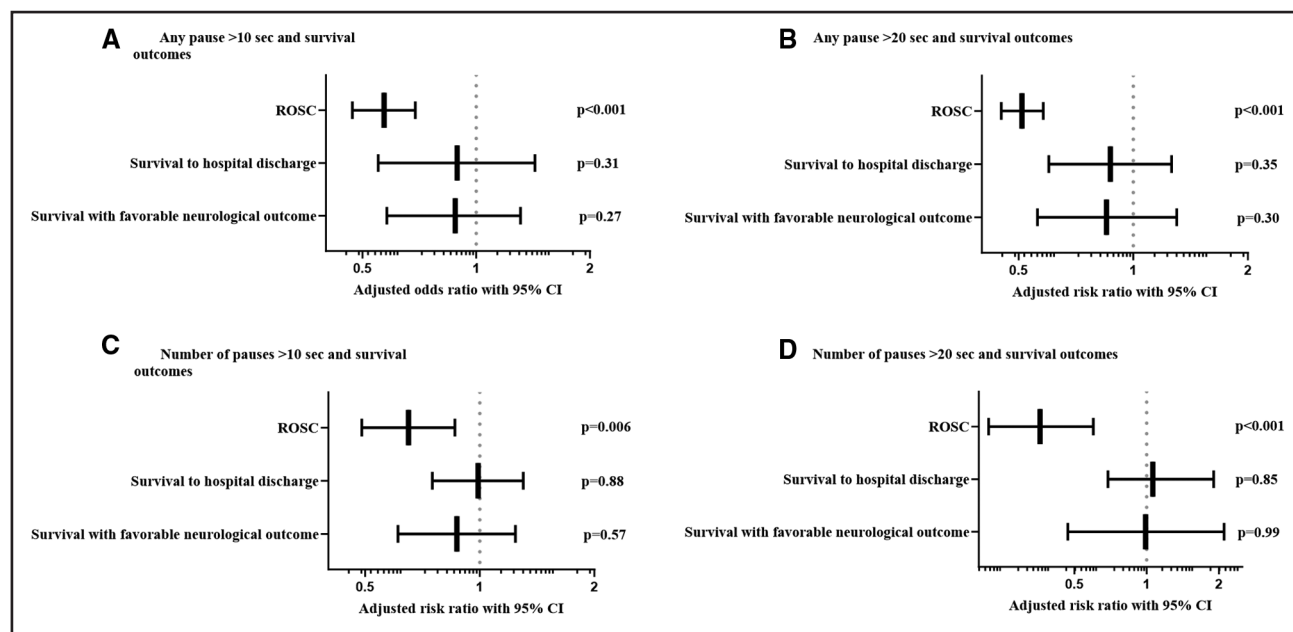 A
Any pause >10 sec and survival
outcomes
ROSC
p<0.001
Survival to hospital discharge
p=0.31
Survival with favorable neurological outcome
p=0.27
0.5 1 2
Adjusted odds ratio with 95% CI
B
Any pause >20 sec and survival outcomes
ROSC
p<0.001
Survival to hospital discharge
p=0.35
Survival with favorable neurological outcome
p=0.30
0.5 1 2
Adjusted risk ratio with 95% CI
C
Number of pauses >10 sec and survival
outcomes
ROSC
p=0.006
Survival to hospital discharge
p=0.88
Survival with favorable neurological outcome
p=0.57
0.5 1 2
Adjusted risk ratio with 95% CI
D
Number of pauses >20 sec and survival outcomes
ROSC
p<0.001
Survival to hospital discharge
p=0.85
Survival with favorable neurological outcome
p=0.99
0.5 1 2
Adjusted risk ratio with 95% CI